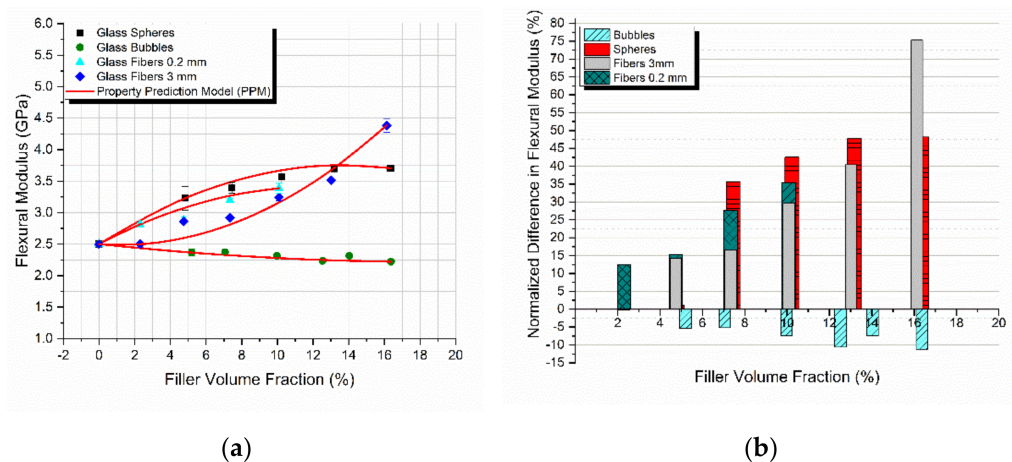 6.0
5.5
5.0
4.5
4.0
3.5
3.0
2.5
2.0
1.5
1.0
Flexural Modulus (GPa)
Glass Spheres
Glass Bubbles
Glass Fibers 0.2 mm
Glass Fibers 3 mm
Property Prediction Model (PPM)
-2 0 2 4 6 8 10 12 14 16 18 20
Filler Volume Fraction (%)
(a)
80
75
70
65
60
55
50
45
40
35
30
25
20
15
10
5
0
-5
-10
-15
Normalized Difference in Flexural Modulus (%)
Bubbles
Spheres
Fibers 3mm
Fibers 0.2 mm
2 4 6 8 10 12 14 16 18 20
Filler Volume Fraction (%)
(b)